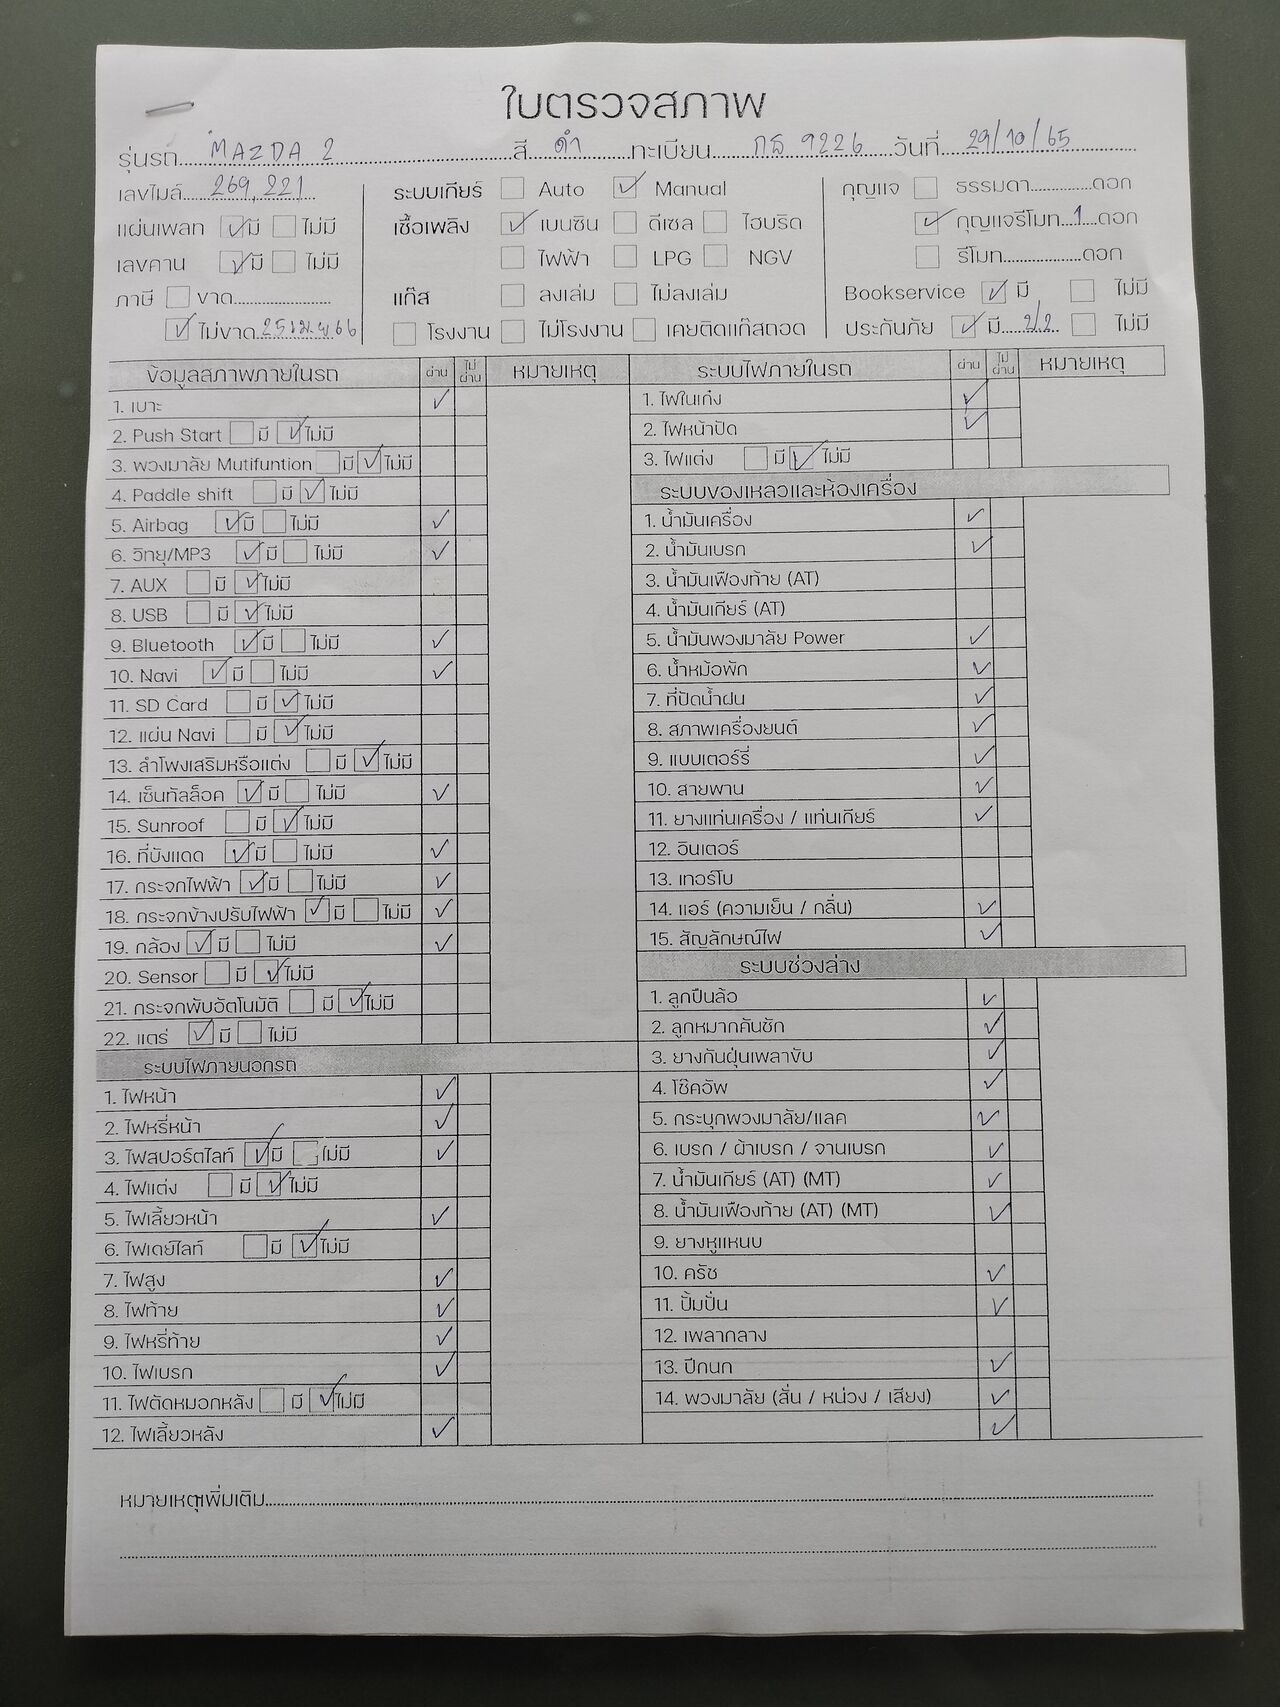 ใบตรวจสภาพ
รุ่นรถ MAZDA 2 สี ดำ ทะเบียน กธ 9226 วันที่ 29/10/65
เลขไมล์ 269,221 ระบบเกียร์ Auto ✓ Manual กุญแจ ธรรมดา ดอก
แผ่นเพลท ✓ มี ไม่มี เชื้อเพลิง ✓ เบนซิน ดีเซล ไฮบริด ✓ กุญแจรีโมท 1 ดอก
เลขคาน ✓ มี ไม่มี ไฟฟ้า LPG NGV รีโมท ดอก
ภาษี ขาด แก๊ส ลงเล่ม ไม่ลงเล่ม Bookservice ✓ มี ไม่มี
✓ ไม่ขาด 25 เม.ย 66 โรงงาน ไม่โรงงาน เคยติดแก๊สถอด ประกันภัย ✓ มี 2/2 ไม่มี
ข้อมูลสภาพภายในรถ ผ่าน ไม่ผ่าน หมายเหตุ
1. เบาะ ✓
2. Push Start มี ✓ ไม่มี
3. พวงมาลัย Mutifuntion มี ✓ ไม่มี
4. Paddle shift มี ✓ ไม่มี
5. Airbag ✓ มี ไม่มี ✓
6. วิทยุ/MP3 ✓ มี ไม่มี ✓
7. AUX มี ✓ ไม่มี
8. USB มี ✓ ไม่มี
9. Bluetooth ✓ มี ไม่มี ✓
10. Navi ✓ มี ไม่มี ✓
11. SD Card มี ✓ ไม่มี
12. แผ่น Navi มี ✓ ไม่มี
13. ลำโพงเสริมหรือแต่ง มี ✓ ไม่มี
14. เซ็นทัลล็อค ✓ มี ไม่มี ✓
15. Sunroof มี ✓ ไม่มี
16. ที่บังแดด ✓ มี ไม่มี ✓
17. กระจกไฟฟ้า ✓ มี ไม่มี ✓
18. กระจกข้างปรับไฟฟ้า ✓ มี ไม่มี ✓
19. กล้อง ✓ มี ไม่มี ✓
20. Sensor มี ✓ ไม่มี
21. กระจกพับอัตโนมัติ มี ✓ ไม่มี
22. แตร่ ✓ มี ไม่มี
ระบบไฟภายนอกรถ
1. ไฟหน้า ✓
2. ไฟหรี่หน้า ✓
3. ไฟสปอร์ตไลท์ ✓ มี ไม่มี ✓
4. ไฟแต่ง มี ✓ ไม่มี
5. ไฟเลี้ยวหน้า ✓
6. ไฟเดย์ไลท์ มี ✓ ไม่มี
7. ไฟสูง ✓
8. ไฟท้าย ✓
9. ไฟหรี่ท้าย ✓
10. ไฟเบรก ✓
11. ไฟตัดหมอกหลัง มี ✓ ไม่มี
12. ไฟเลี้ยวหลัง ✓
ระบบไฟภายในรถ ผ่าน ไม่ผ่าน หมายเหตุ
1. ไฟในเก๋ง ✓
2. ไฟหน้าปัด ✓
3. ไฟแต่ง มี ✓ ไม่มี
ระบบของเหลวและห้องเครื่อง
1. น้ำมันเครื่อง ✓
2. น้ำมันเบรก ✓
3. น้ำมันเฟืองท้าย (AT)
4. น้ำมันเกียร์ (AT)
5. น้ำมันพวงมาลัย Power ✓
6. น้ำหม้อพัก ✓
7. ที่ปัดน้ำฝน ✓
8. สภาพเครื่องยนต์ ✓
9. แบบเตอร์รี่ ✓
10. สายพาน ✓
11. ยางแท่นเครื่อง / แท่นเกียร์ ✓
12. อินเตอร์
13. เทอร์โบ
14. แอร์ (ความเย็น / กลิ่น) ✓
15. สัญลักษณ์ไฟ ✓
ระบบช่วงล่าง
1. ลูกปืนล้อ ✓
2. ลูกหมากคันชัก ✓
3. ยางกันฝุ่นเพลาขับ ✓
4. โช๊คอัพ ✓
5. กระบุกพวงมาลัย/แลค ✓
6. เบรก / ผ้าเบรก / จานเบรก ✓
7. น้ำมันเกียร์ (AT) (MT) ✓
8. น้ำมันเฟืองท้าย (AT) (MT) ✓
9. ยางหูแหนบ
10. ครัช ✓
11. ปั้มปั่น ✓
12. เพลากลาง
13. ปีกนก ✓
14. พวงมาลัย (สั่น / หน่วง / เสียง) ✓
✓
หมายเหตุเพิ่มเติม